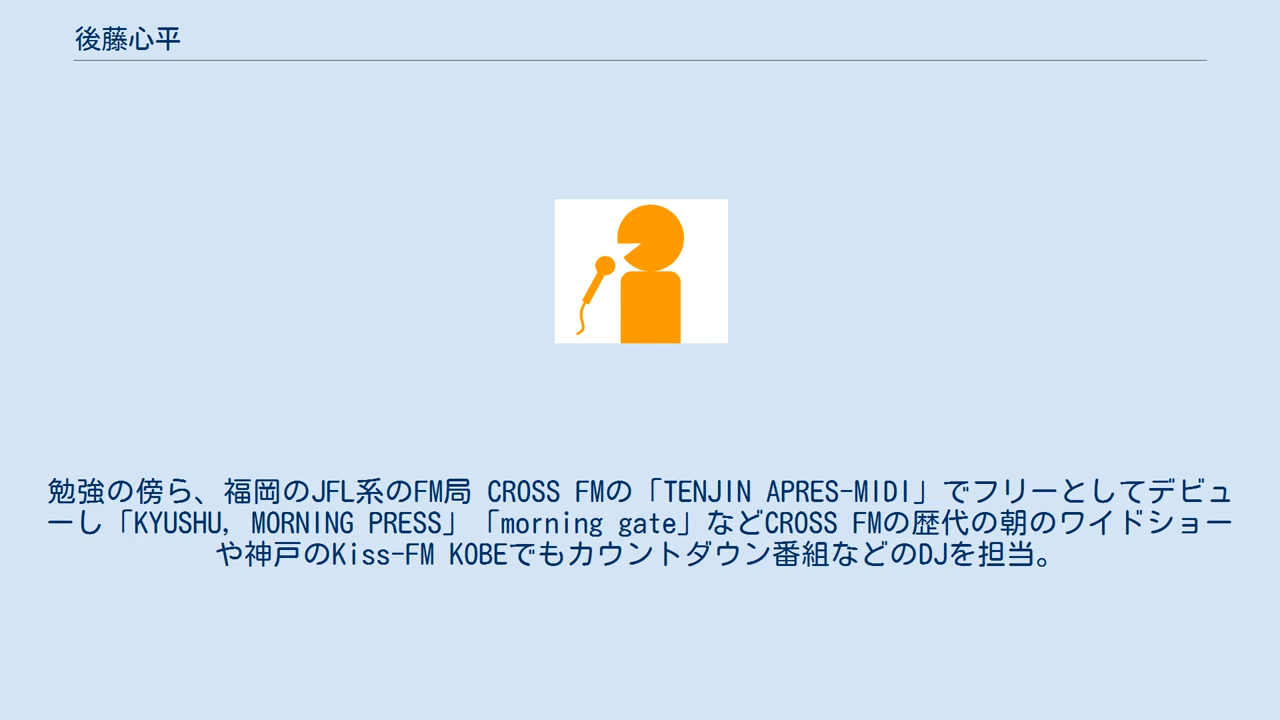 後藤心平
勉強の傍ら、福岡のJFL系のFM局 CROSS FMの「TENJIN APRES-MIDI」でフリーとしてデビュ
ーし「KYUSHU, MORNING PRESS」「morning gate」などCROSS FMの歴代の朝のワイドショー
や神戸のKiss-FM KOBEでもカウントダウン番組などのDJを担当。